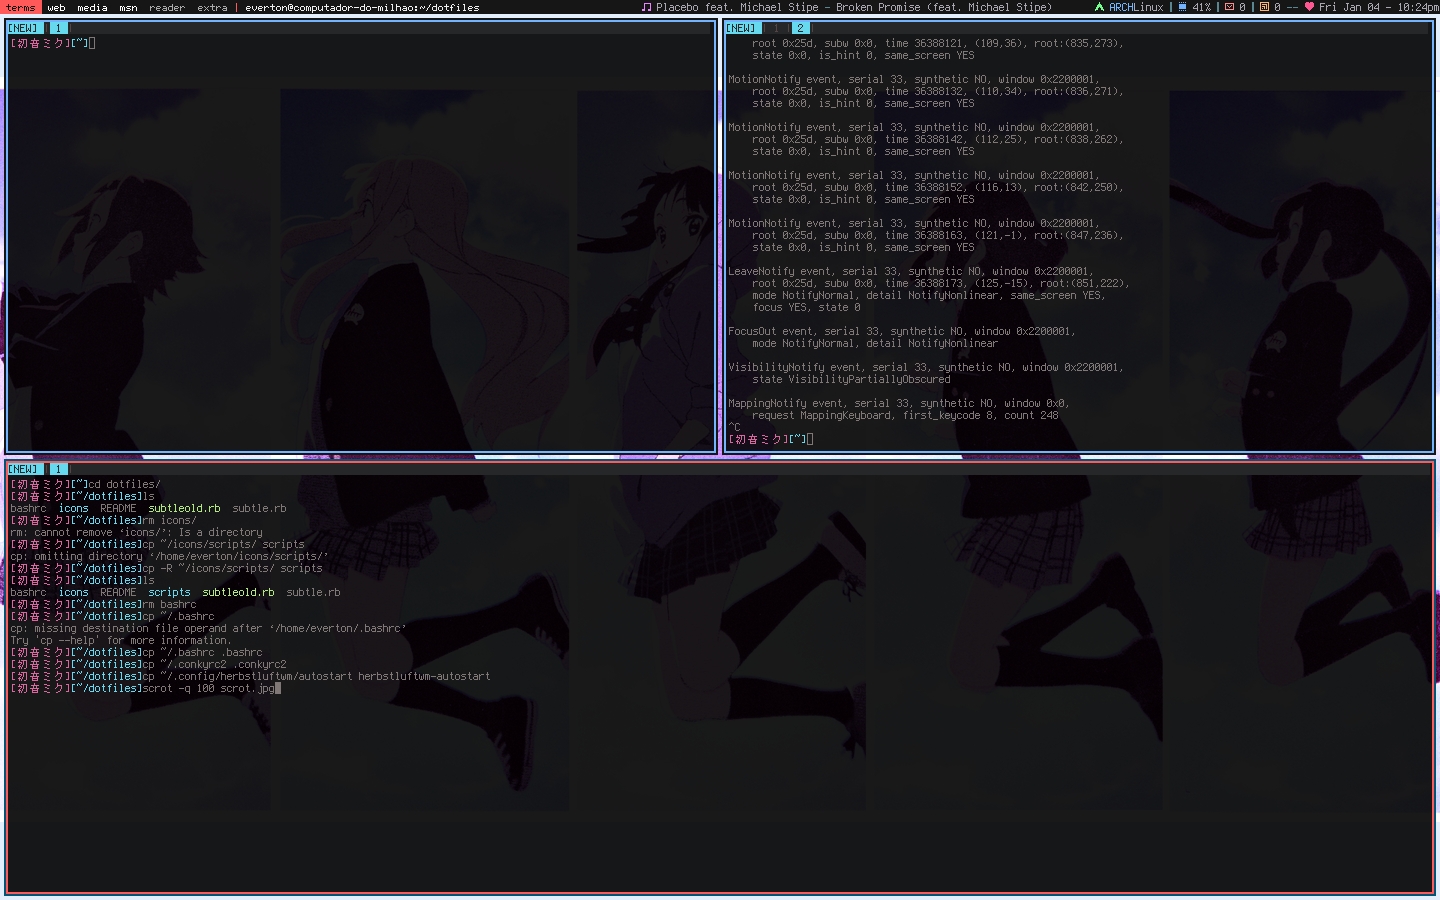 terms web media msn reader extra | everton@computador-do-milhao:~/dotfiles
Placebo feat. Michael Stipe - Broken Promise (feat. Michael Stipe)
ARCHLinux | 41% | 0 | 0 -- Fri Jan 04 - 10:24pm
[NEW] 1
[初音ミク][~]
[NEW] | 1 | 2
root 0x25d, subw 0x0, time 36388121, (109,36), root:(835,273),
state 0x0, is_hint 0, same_screen YES
MotionNotify event, serial 33, synthetic NO, window 0x2200001,
root 0x25d, subw 0x0, time 36388132, (110,34), root:(836,271),
state 0x0, is_hint 0, same_screen YES
MotionNotify event, serial 33, synthetic NO, window 0x2200001,
root 0x25d, subw 0x0, time 36388142, (112,25), root:(838,262),
state 0x0, is_hint 0, same_screen YES
MotionNotify event, serial 33, synthetic NO, window 0x2200001,
root 0x25d, subw 0x0, time 36388152, (116,13), root:(842,250),
state 0x0, is_hint 0, same_screen YES
MotionNotify event, serial 33, synthetic NO, window 0x2200001,
root 0x25d, subw 0x0, time 36388163, (121,-1), root:(847,236),
state 0x0, is_hint 0, same_screen YES
LeaveNotify event, serial 33, synthetic NO, window 0x2200001,
root 0x25d, subw 0x0, time 36388173, (125,-15), root:(851,222),
mode NotifyNormal, detail NotifyNonlinear, same_screen YES,
focus YES, state 0
FocusOut event, serial 33, synthetic NO, window 0x2200001,
mode NotifyNormal, detail NotifyNonlinear
VisibilityNotify event, serial 33, synthetic NO, window 0x2200001,
state VisibilityPartiallyObscured
MappingNotify event, serial 33, synthetic NO, window 0x0,
request MappingKeyboard, first_keycode 8, count 248
^C
[初音ミク][~]
[NEW] 1
[初音ミク][~]cd dotfiles/
[初音ミク][~/dotfiles]ls
bashrc icons README subtleold.rb subtle.rb
[初音ミク][~/dotfiles]rm icons/
rm: cannot remove ‘icons/’: Is a directory
[初音ミク][~/dotfiles]cp ~/icons/scripts/ scripts
cp: omitting directory ‘/home/everton/icons/scripts/’
[初音ミク][~/dotfiles]cp -R ~/icons/scripts/ scripts
[初音ミク][~/dotfiles]ls
bashrc icons README scripts subtleold.rb subtle.rb
[初音ミク][~/dotfiles]rm bashrc
[初音ミク][~/dotfiles]cp ~/.bashrc
cp: missing destination file operand after ‘/home/everton/.bashrc’
Try 'cp --help' for more information.
[初音ミク][~/dotfiles]cp ~/.bashrc .bashrc
[初音ミク][~/dotfiles]cp ~/.conkyrc2 .conkyrc2
[初音ミク][~/dotfiles]cp ~/.config/herbstluftwm/autostart herbstluftwm-autostart
[初音ミク][~/dotfiles]scrot -q 100 scrot.jpg